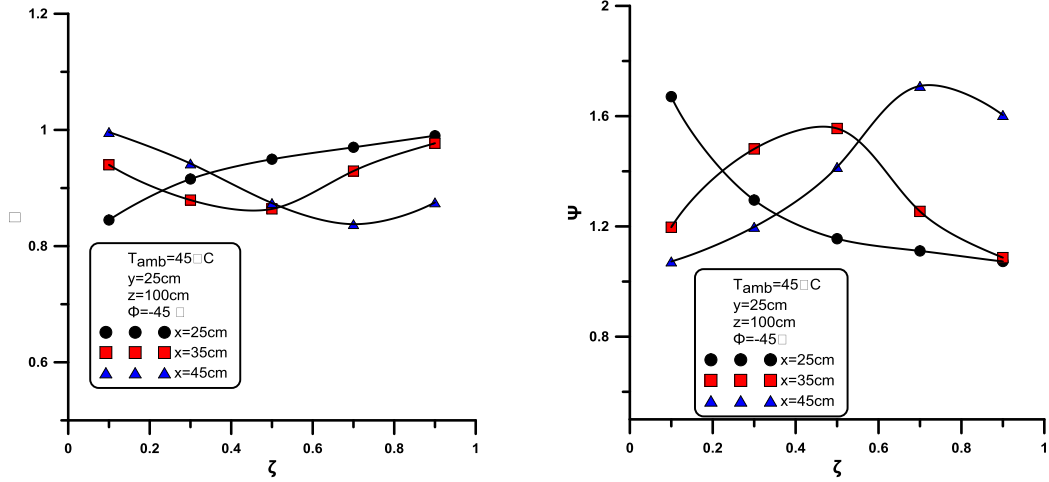 1.2
1
0.8
0.6
0
0.2
0.4
0.6
0.8
1
ζ
□
Tamb=45□C
y=25cm
z=100cm
Φ=-45 □
x=25cm
x=35cm
x=45cm
2
1.6
1.2
0.8
0
0.2
0.4
0.6
0.8
1
ζ
Ψ
Tamb=45□C
y=25cm
z=100cm
Φ=-45□
x=25cm
x=35cm
x=45cm